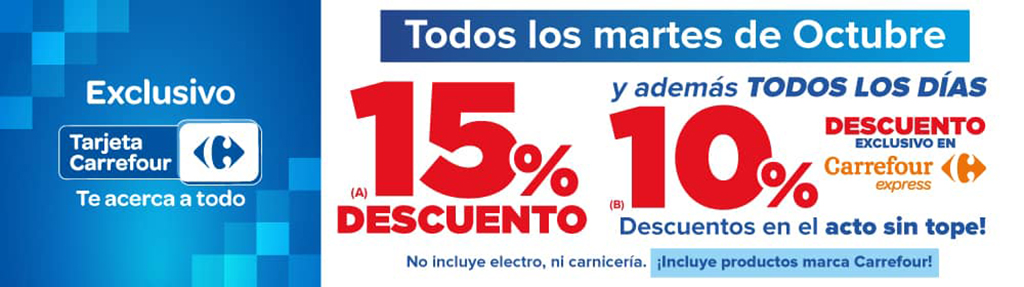 Exclusivo
Tarjeta
Carrefour
Te acerca a todo
Todos los martes de Octubre
(A) 15%
DESCUENTO
y además TODOS LOS DÍAS
(B) 10%
DESCUENTO
EXCLUSIVO EN
Carrefour
express
Descuentos en el acto sin tope!
No incluye electro, ni carnicería. ¡Incluye productos marca Carrefour!